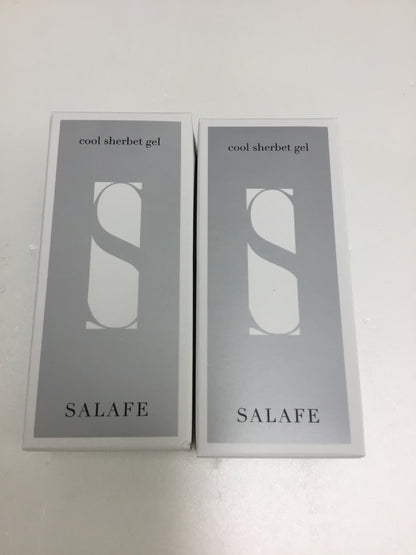 cool sherbet gel
S
SALAFE
cool sherbet gel
S
SALAFE